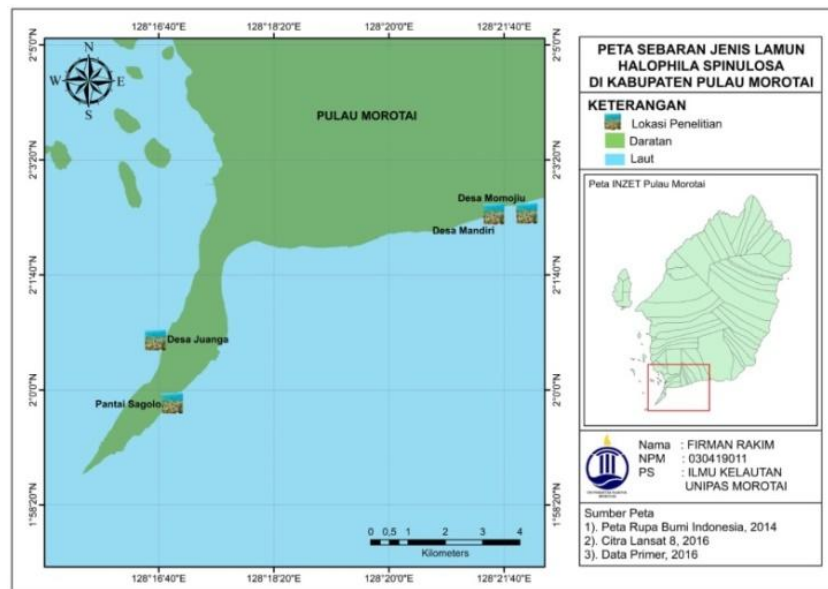 128°16'40"E
128°18'20"E
128°20'0"E
128°21'40"E
2°5'0"N
2°3'20"N
2°1'40"N
2°0'0"N
1°58'20"N
N
W
E
S
PULAU MOROTAI
Desa Momojiu
Desa Mandiri
Desa Juanga
Pantai Sagolo
0 0,5 1 2 3 4
Kilometers
128°16'40"E
128°18'20"E
128°20'0"E
128°21'40"E
2°5'0"N
2°3'20"N
2°1'40"N
2°0'0"N
1°58'20"N
PETA SEBARAN JENIS LAMUN
HALOPHILA SPINULOSA
DI KABUPATEN PULAU MOROTAI
KETERANGAN
Lokasi Penelitian
Daratan
Laut
Peta INZET Pulau Morotai
Nama : FIRMAN RAKIM
NPM : 030419011
PS : ILMU KELAUTAN
UNIPAS MOROTAI
Sumber Peta
1). Peta Rupa Bumi Indonesia, 2014
2). Citra Lansat 8, 2016
3). Data Primer, 2016